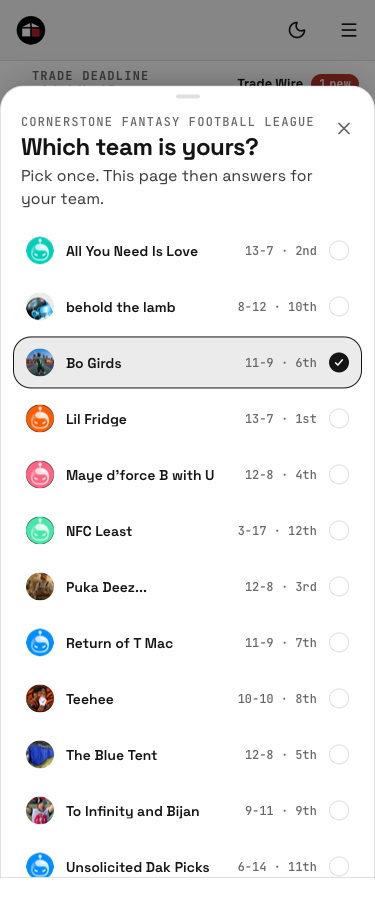 TRADE DEADLINE
Trade Wire 1 new
CORNERSTONE FANTASY FOOTBALL LEAGUE
Which team is yours?
Pick once. This page then answers for
your team.
All You Need Is Love 13-7 · 2nd
behold the lamb 8-12 · 10th
Bo Girds 11-9 · 6th
Lil Fridge 13-7 · 1st
Maye d'force B with U 12-8 · 4th
NFC Least 3-17 · 12th
Puka Deez... 12-8 · 3rd
Return of T Mac 11-9 · 7th
Teehee 10-10 · 8th
The Blue Tent 12-8 · 5th
To Infinity and Bijan 9-11 · 9th
Unsolicited Dak Picks 6-14 · 11th